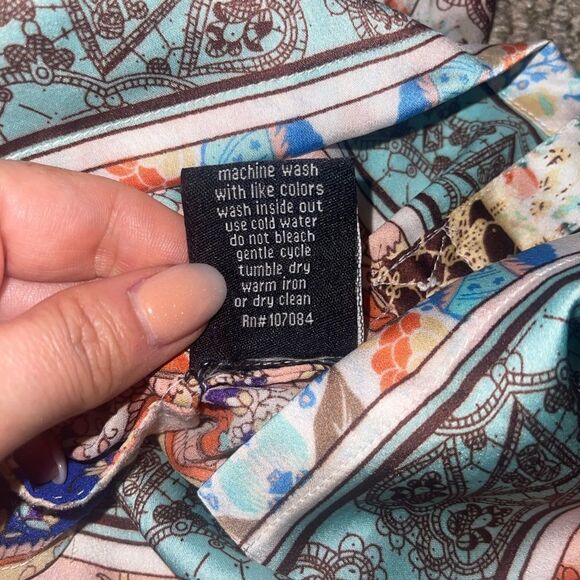 machine wash
with like colors
wash inside out
use cold water
do not bleach
gentle cycle
tumble dry
warm iron
or dry clean
Rn# 107084